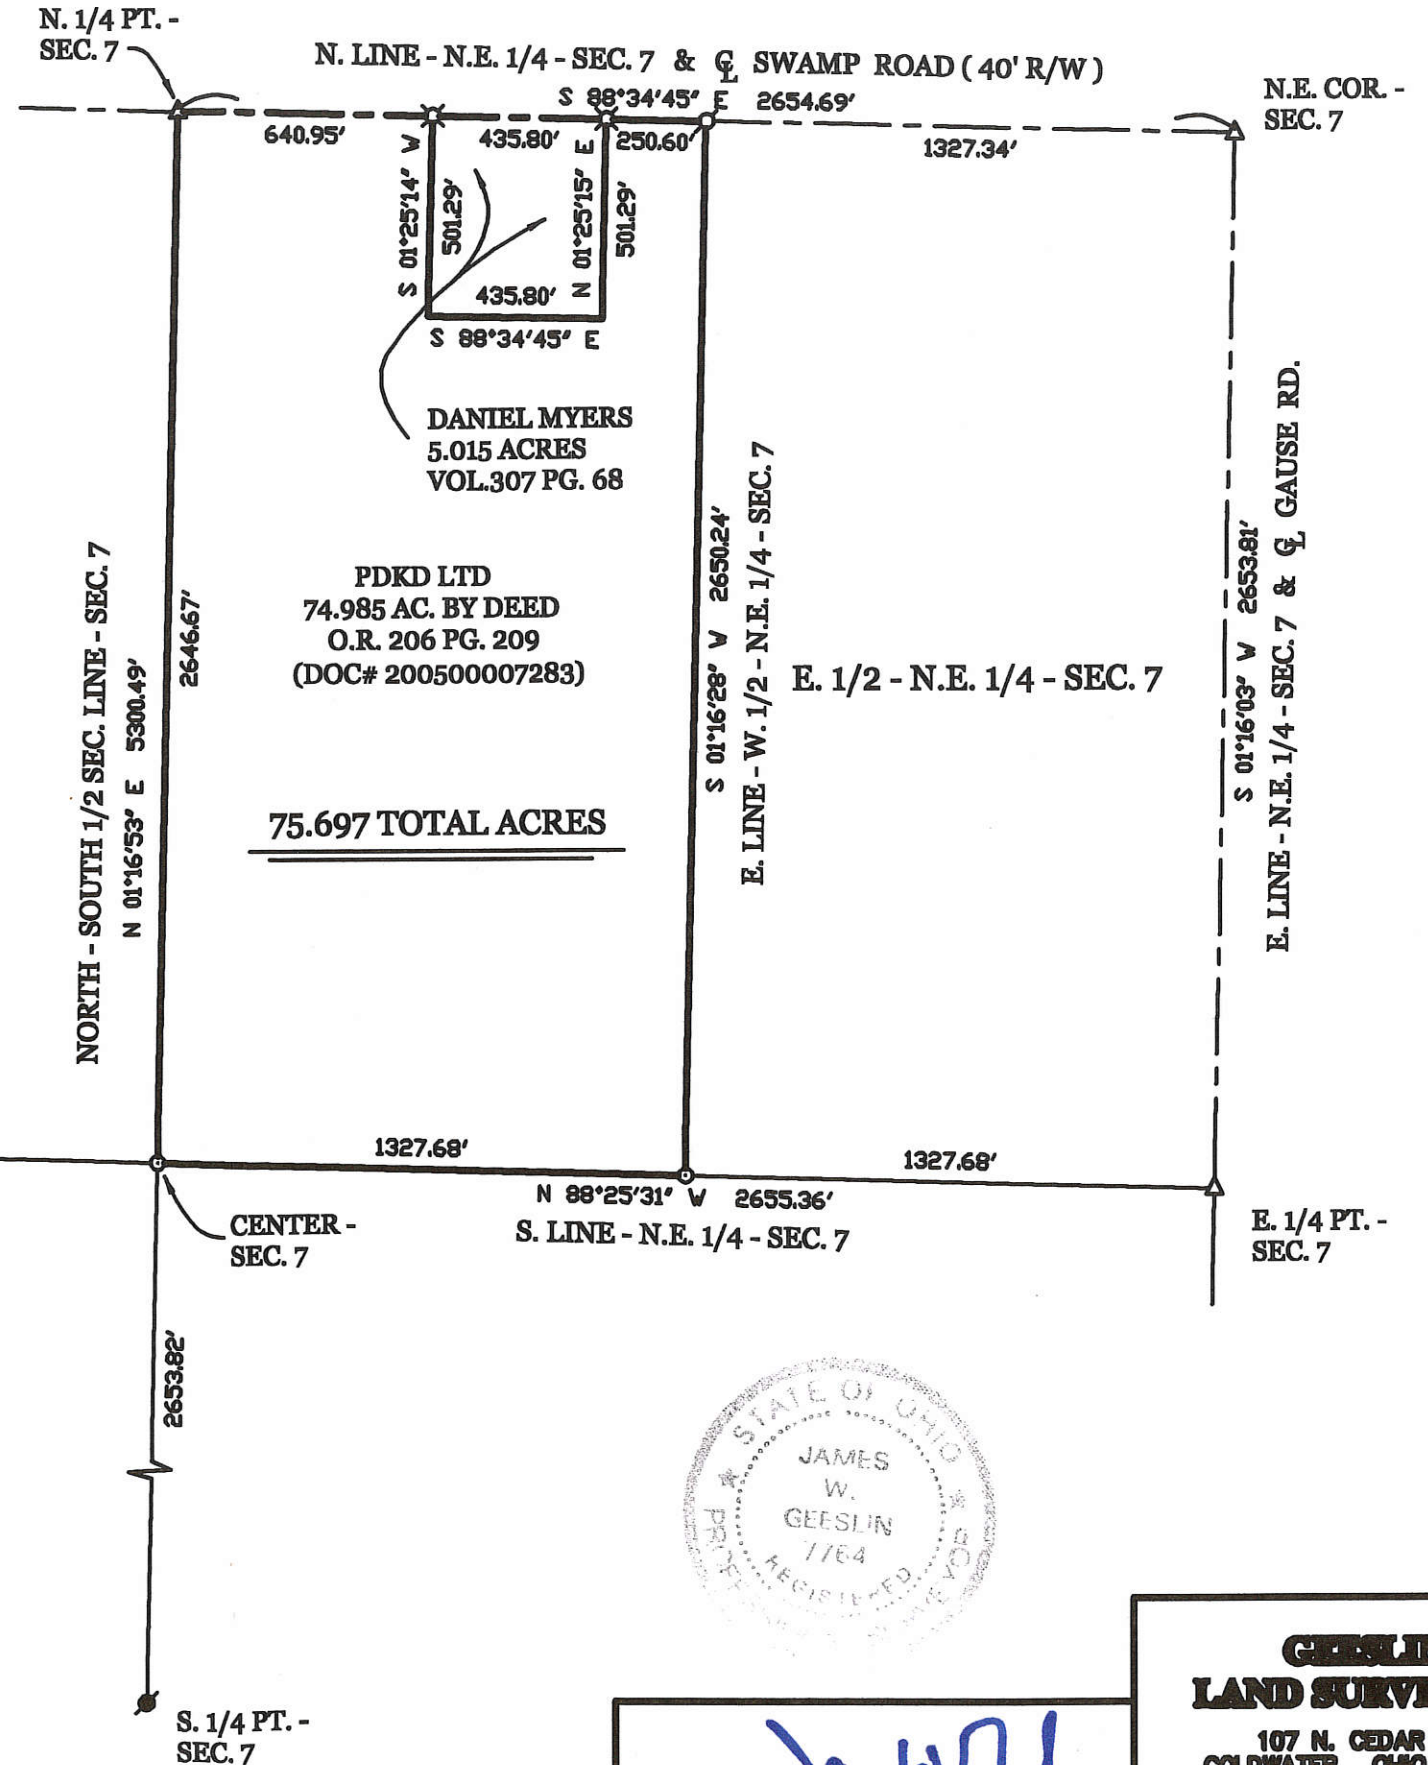 N. 1/4 PT. -
SEC. 7
N. LINE - N.E. 1/4 - SEC. 7 & ℄ SWAMP ROAD ( 40' R/W )
S 88°34'45" E 2654.69'
N.E. COR. -
SEC. 7
640.95'
435.80'
250.60'
1327.34'
S 01°25'14" W
501.29'
N 01°25'15" E
501.29'
435.80'
S 88°34'45" E
DANIEL MYERS
5.015 ACRES
VOL.307 PG. 68
PDKD LTD
74.985 AC. BY DEED
O.R. 206 PG. 209
(DOC# 200500007283)
75.697 TOTAL ACRES
NORTH - SOUTH 1/2 SEC. LINE - SEC. 7
N 01°16'53" E 5300.49'
2646.67'
S 01°16'28" W 2650.24'
E. LINE - W. 1/2 - N.E. 1/4 - SEC. 7
E. 1/2 - N.E. 1/4 - SEC. 7
S 01°16'03" W 2653.81'
E. LINE - N.E. 1/4 - SEC. 7 & ℄ GAUSE RD.
1327.68'
1327.68'
N 88°25'31" W 2655.36'
S. LINE - N.E. 1/4 - SEC. 7
CENTER -
SEC. 7
E. 1/4 PT. -
SEC. 7
2653.82'
STATE OF OHIO
JAMES
W.
GEESLIN
7764
REGISTERED
S. 1/4 PT. -
SEC. 7
GEESLI
LAND SURV
107 N. CEDAR
COLDWATER